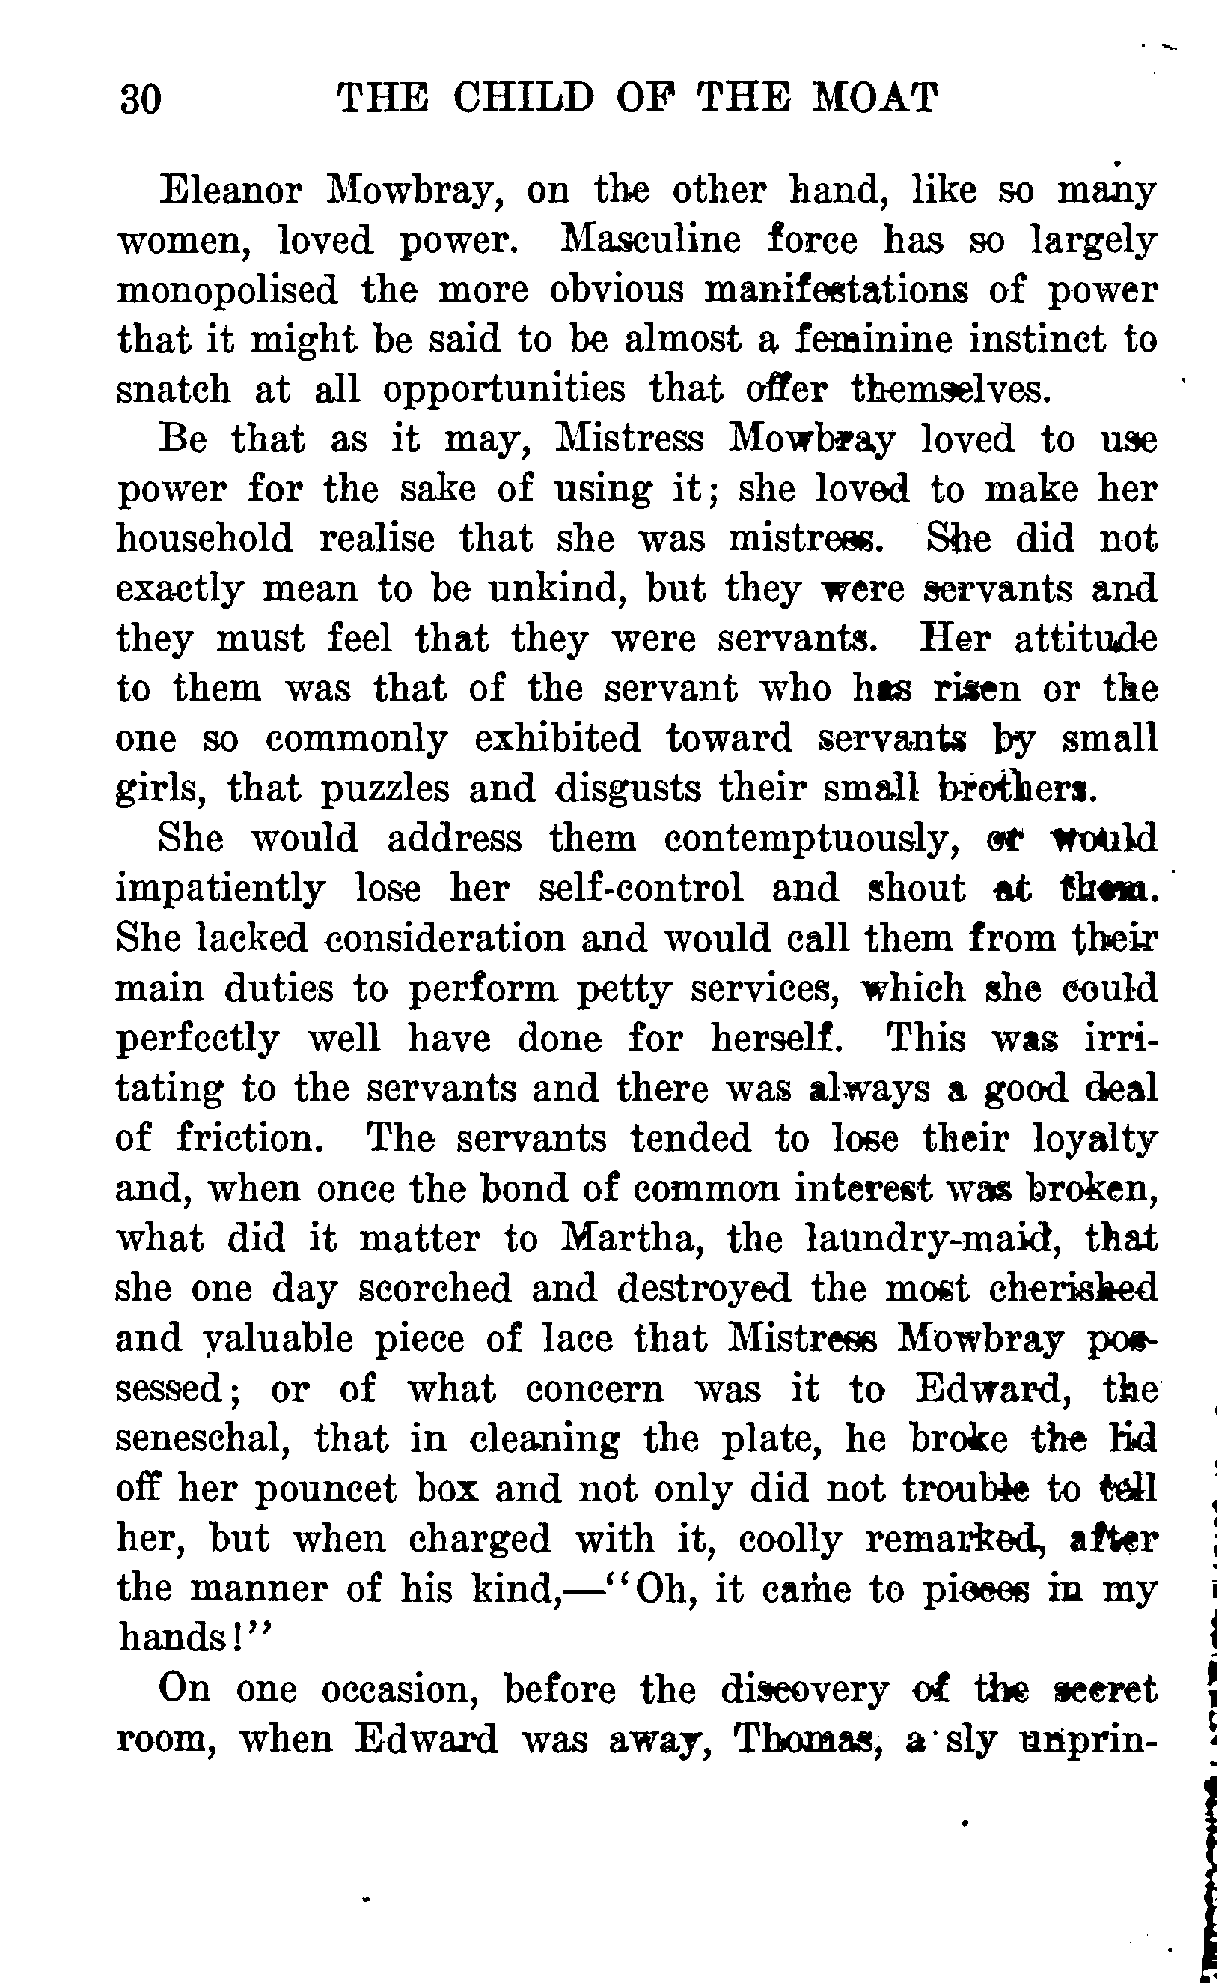 30 THE CHILD OF THE MOAT
Eleanor Mowbray, on the other hand, like so many
women, loved power. Masculine force has so largely
monopolised the more obvious manifestations of power
that it might be said to be almost a feminine instinct to
snatch at all opportunities that offer themselves.
Be that as it may, Mistress Mowbray loved to use
power for the sake of using it; she loved to make her
household realise that she was mistress. She did not
exactly mean to be unkind, but they were servants and
they must feel that they were servants. Her attitude
to them was that of the servant who has risen or the
one so commonly exhibited toward servants by small
girls, that puzzles and disgusts their small brothers.
She would address them contemptuously, or would
impatiently lose her self-control and shout at them.
She lacked consideration and would call them from their
main duties to perform petty services, which she could
perfectly well have done for herself. This was irri-
tating to the servants and there was always a good deal
of friction. The servants tended to lose their loyalty
and, when once the bond of common interest was broken,
what did it matter to Martha, the laundry-maid, that
she one day scorched and destroyed the most cherished
and valuable piece of lace that Mistress Mowbray pos-
sessed; or of what concern was it to Edward, the
seneschal, that in cleaning the plate, he broke the lid
off her pouncet box and not only did not trouble to tell
her, but when charged with it, coolly remarked, after
the manner of his kind,—"Oh, it came to pieces in my
hands!"
On one occasion, before the discovery of the secret
room, when Edward was away, Thomas, a sly unprin-